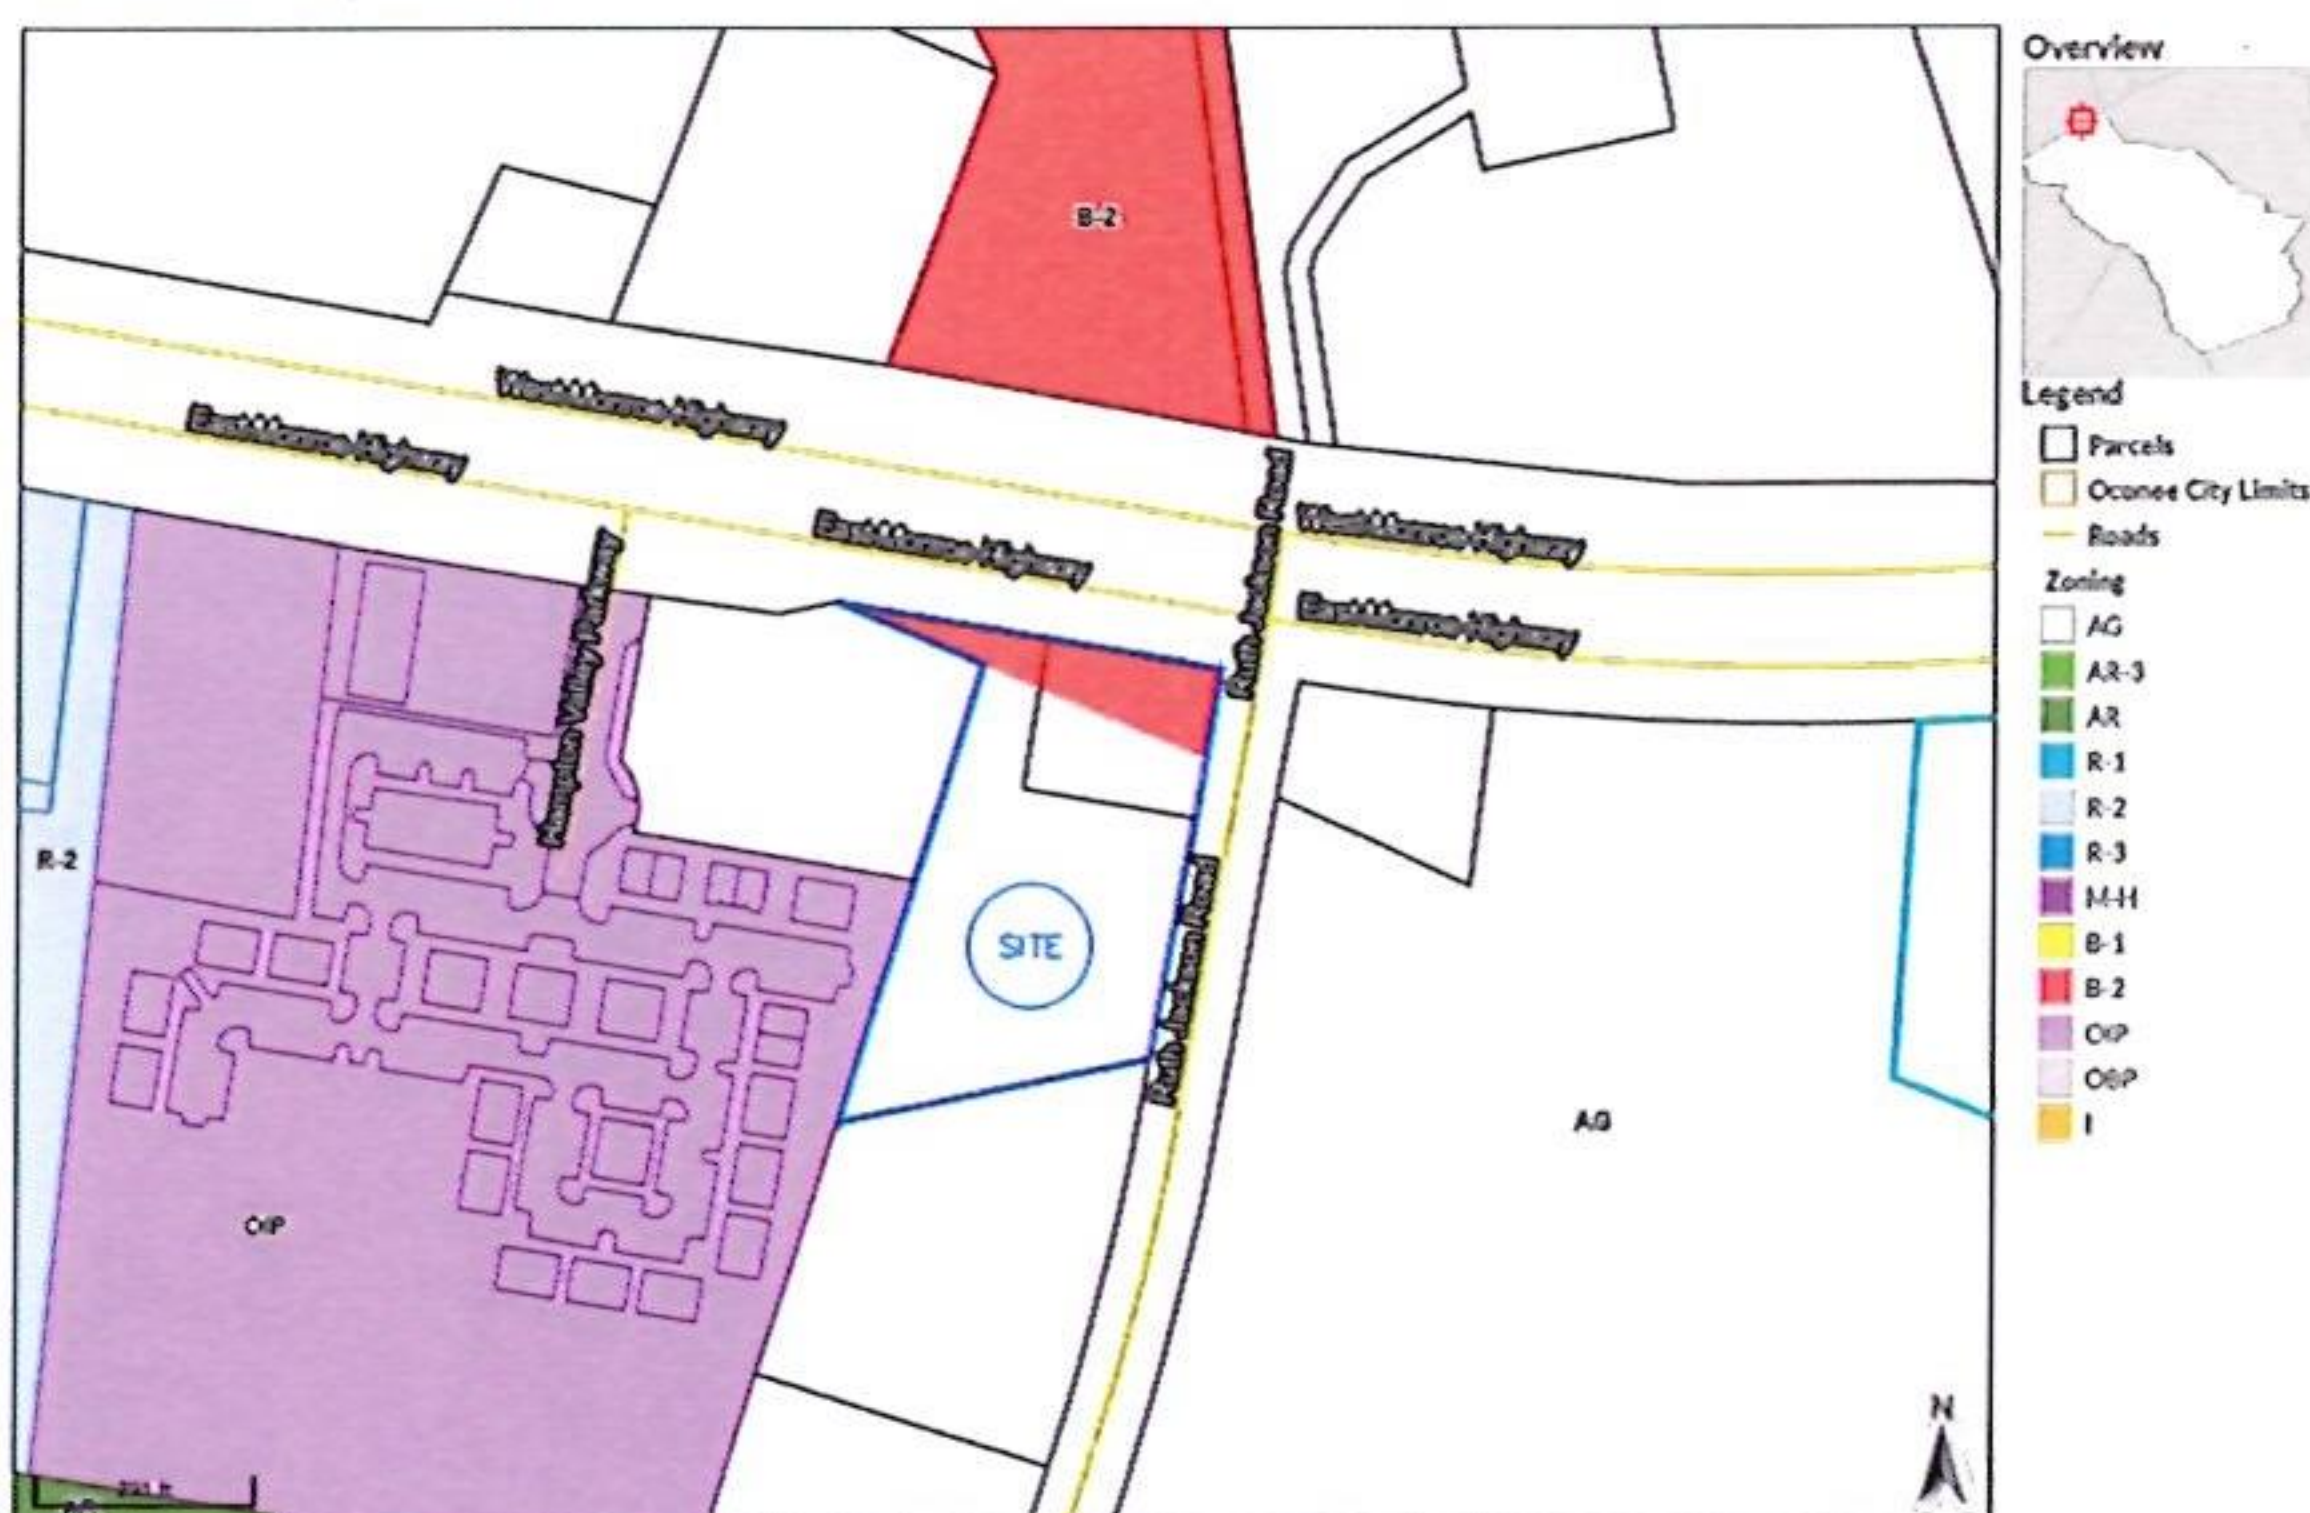 Overview
B-2
Legend
Parcels
Oconee City Limits
Roads
Zoning
AG
AR-3
AR
R-1
R-2
R-3
M-H
B-1
B-2
OIP
OBP
I
West Monroe Highway
East Monroe Highway
East Monroe Highway
West Monroe Highway
East Monroe Highway
Ruth Jackson Road
Hampton Valley Parkway
R-2
SITE
Ruth Jackson Road
AG
OIP
N